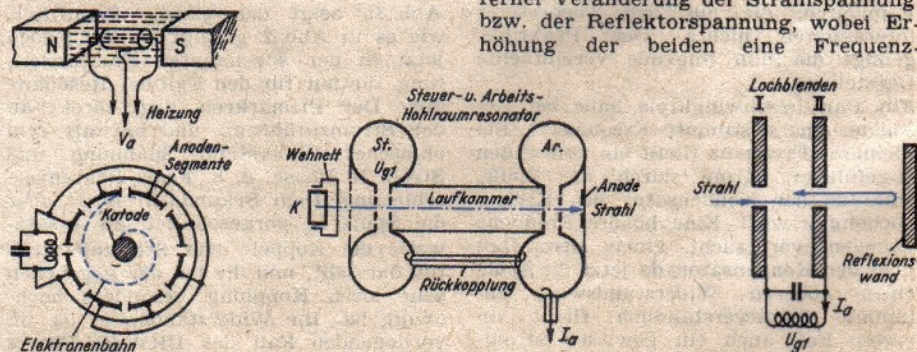 ferner Veränderung der Strahlspannung
bzw. der Reflektorspannung, wobei Er-
höhung der beiden eine Frequenz-
N
S
Heizung
Va
Anoden-
Segmente
Katode
Elektronenbahn
Steuer- u. Arbeits-
Hohlraumresonator
Wehnelt
St.
Ug1
Ar.
K
Laufkammer
Anode
Strahl
Rückkopplung
Ia
Lochblenden
I
II
Strahl
Reflexions-
wand
Ia
Ug1